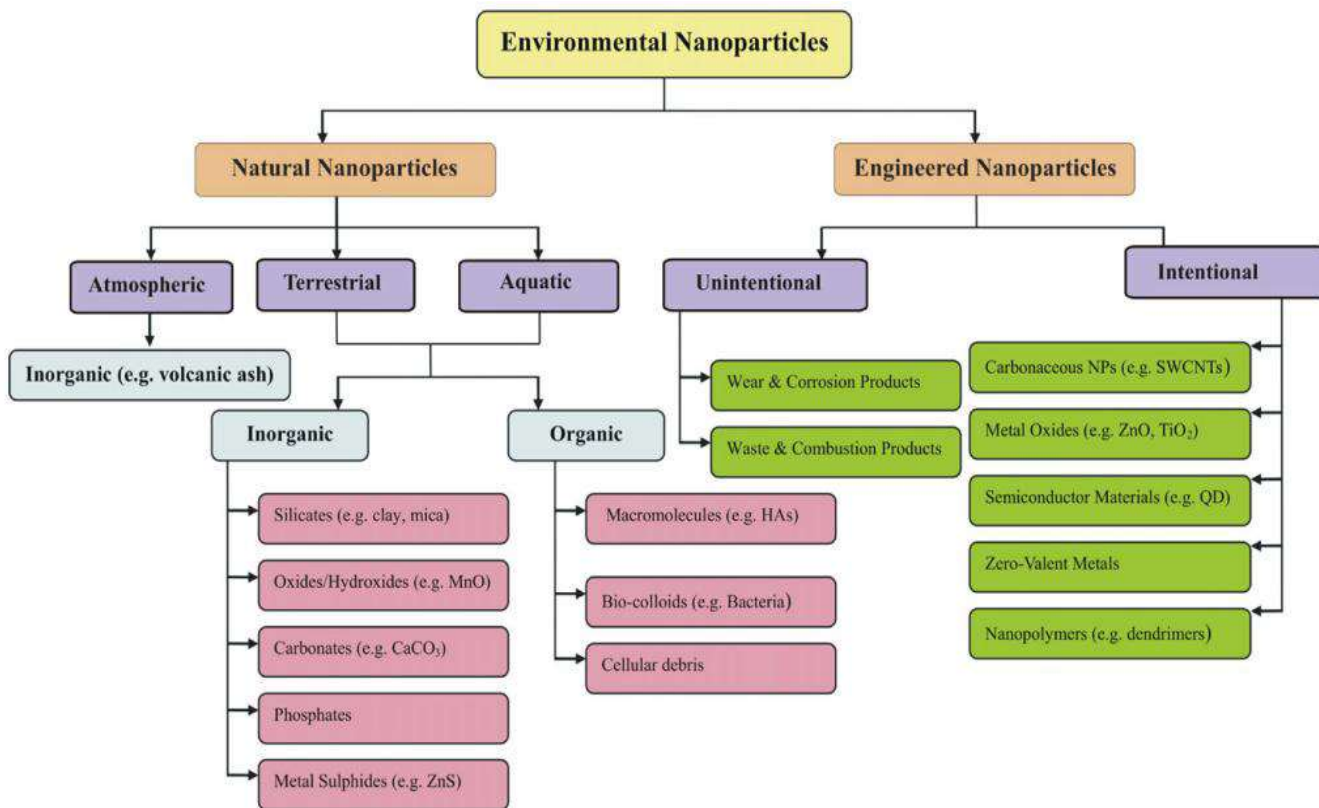 Environmental Nanoparticles
Natural Nanoparticles
Engineered Nanoparticles
Atmospheric
Terrestrial
Aquatic
Unintentional
Intentional
Inorganic (e.g. volcanic ash)
Inorganic
Organic
Silicates (e.g. clay, mica)
Oxides/Hydroxides (e.g. MnO)
Carbonates (e.g. CaCO₃)
Phosphates
Metal Sulphides (e.g. ZnS)
Macromolecules (e.g. HAs)
Bio-colloids (e.g. Bacteria)
Cellular debris
Wear & Corrosion Products
Waste & Combustion Products
Carbonaceous NPs (e.g. SWCNTs)
Metal Oxides (e.g. ZnO, TiO₂)
Semiconductor Materials (e.g. QD)
Zero-Valent Metals
Nanopolymers (e.g. dendrimers)